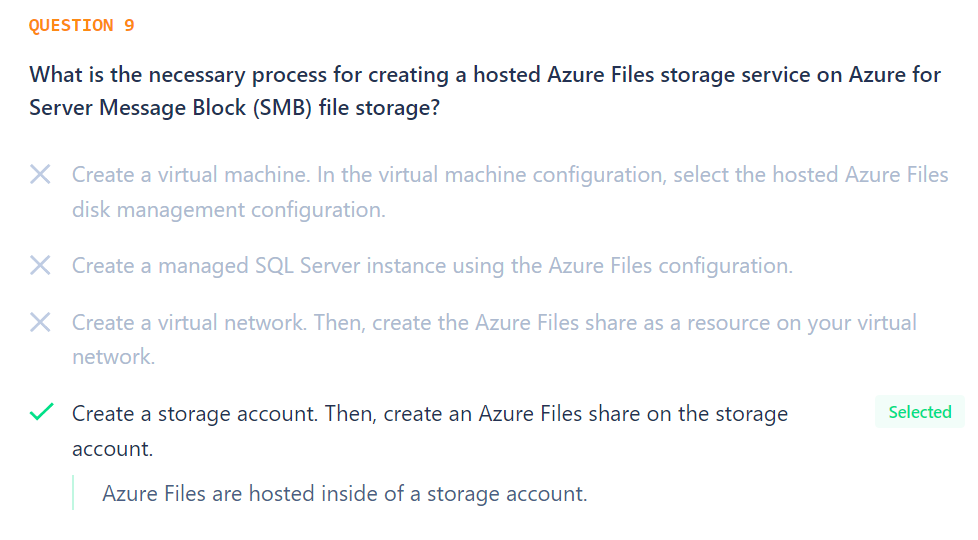 QUESTION 9
What is the necessary process for creating a hosted Azure Files storage service on Azure for
Server Message Block (SMB) file storage?
Create a virtual machine. In the virtual machine configuration, select the hosted Azure Files
disk management configuration.
Create a managed SQL Server instance using the Azure Files configuration.
Create a virtual network. Then, create the Azure Files share as a resource on your virtual
network.
Create a storage account. Then, create an Azure Files share on the storage
account.
Selected
Azure Files are hosted inside of a storage account.